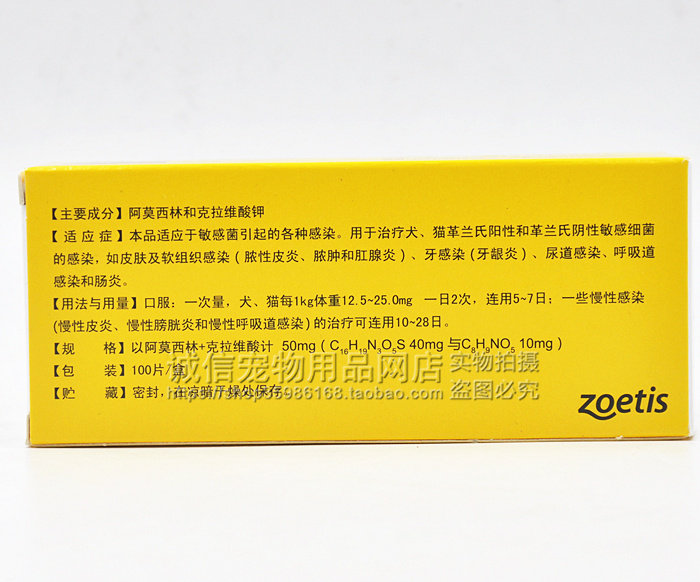 【主要成分】阿莫西林和克拉维酸钾
【适应症】本品适应于敏感菌引起的各种感染。用于治疗犬、猫革兰氏阳性和革兰氏阴性敏感细菌
的感染,如皮肤及软组织感染(脓性皮炎、脓肿和肛腺炎)、牙感染(牙龈炎)、尿道感染、呼吸道
感染和肠炎。
【用法与用量】口服:一次量,犬、猫每1kg体重12.5~25.0mg 一日2次,连用5~7日;一些慢性感染
(慢性皮炎、慢性膀胱炎和慢性呼吸道感染)的治疗可连用10~28日。
【规 格】以阿莫西林+克拉维酸计 50mg(C16H19N3O5S 40mg 与C8H9NO5 10mg)
【包 装】100片/盒
【贮 藏】密封,在凉暗干燥处保存
诚信宠物用品网店 实物拍摄
盗图必究
zoetis